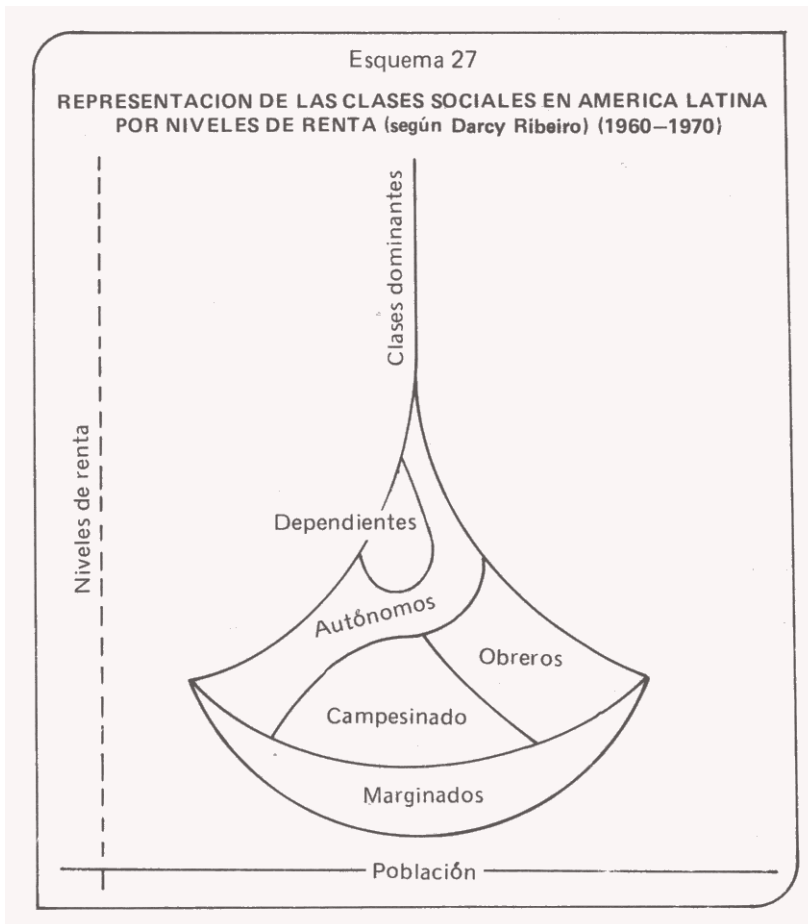 Esquema 27
REPRESENTACION DE LAS CLASES SOCIALES EN AMERICA LATINA
POR NIVELES DE RENTA (según Darcy Ribeiro) (1960—1970)
Clases dominantes
Niveles de renta
Dependientes
Autónomos
Obreros
Campesinado
Marginados
Población